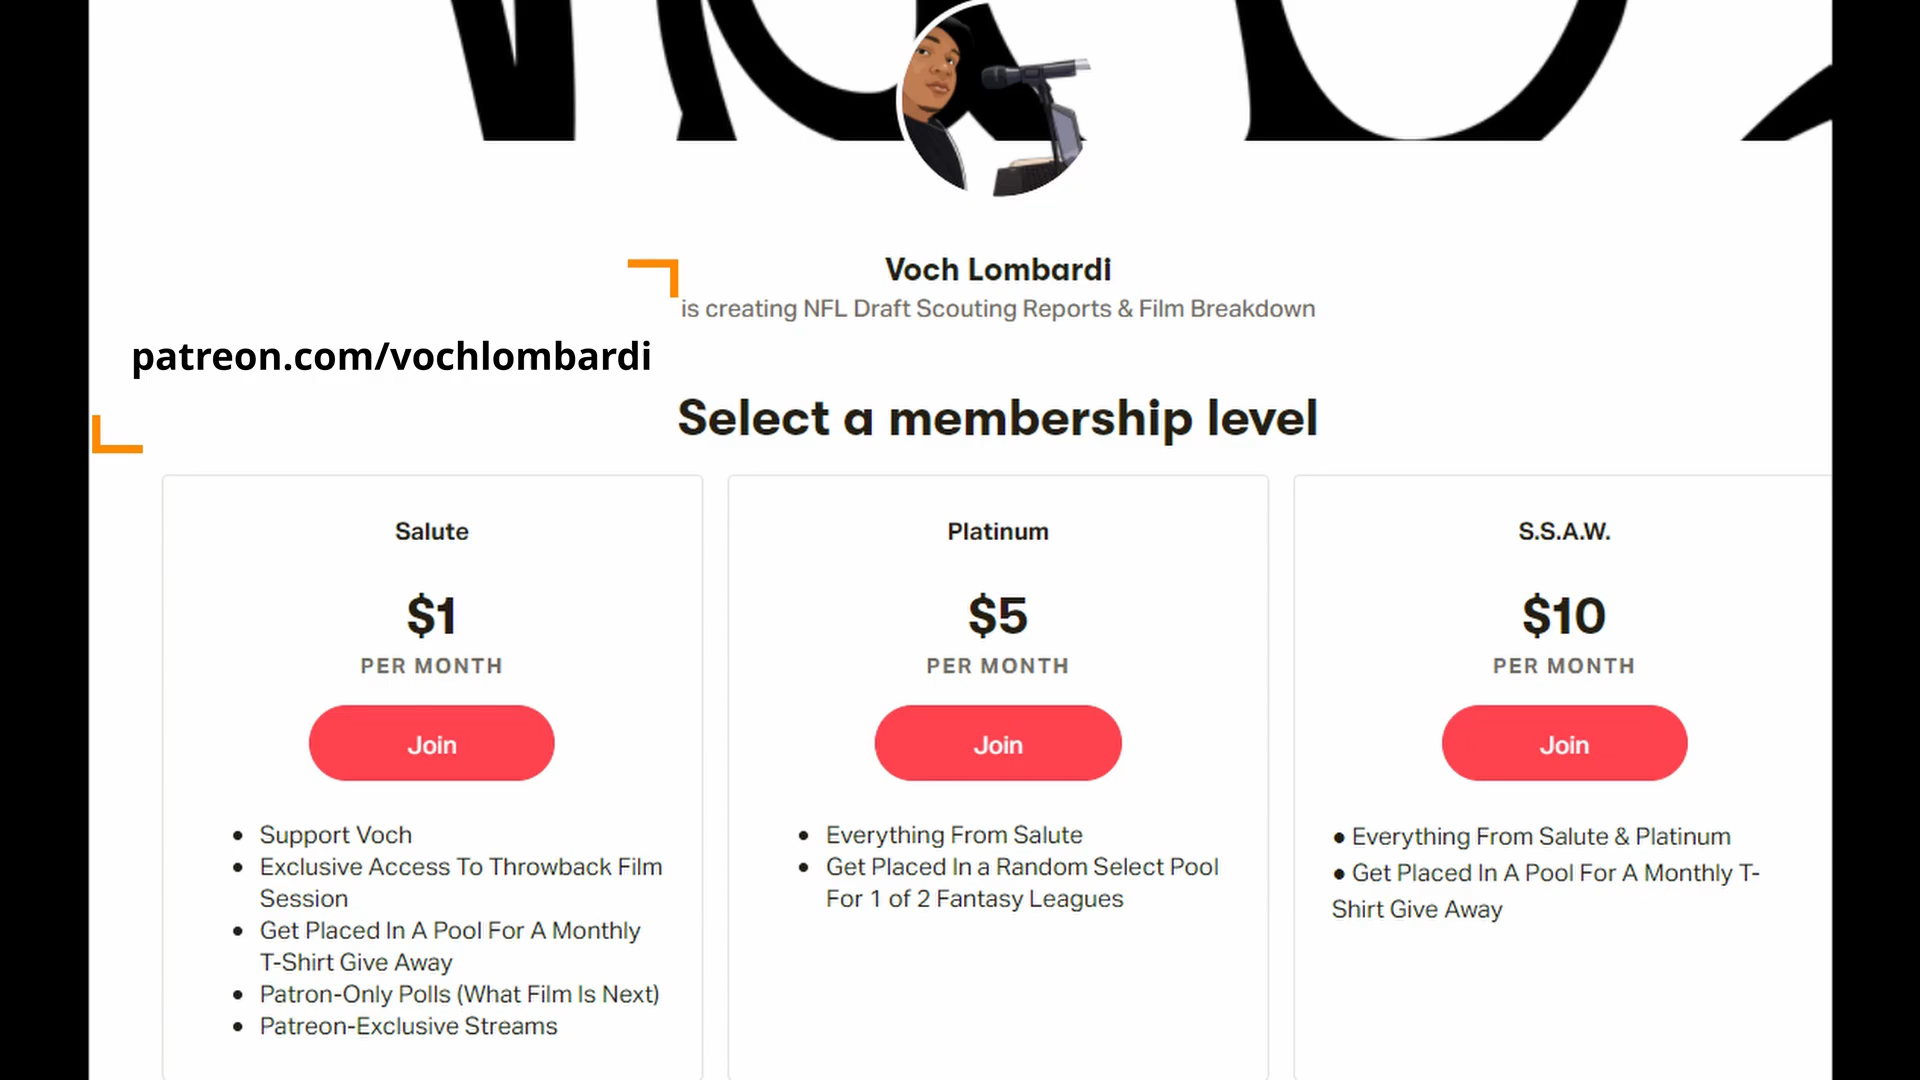 Voch Lombardi
is creating NFL Draft Scouting Reports & Film Breakdown
patreon.com/vochlombardi
Select a membership level
Salute
$1
PER MONTH
Join
• Support Voch
• Exclusive Access To Throwback Film
Session
• Get Placed In A Pool For A Monthly
T-Shirt Give Away
• Patron-Only Polls (What Film Is Next)
• Patreon-Exclusive Streams
Platinum
$5
PER MONTH
Join
• Everything From Salute
• Get Placed In a Random Select Pool
For 1 of 2 Fantasy Leagues
S.S.A.W.
$10
PER MONTH
Join
● Everything From Salute & Platinum
● Get Placed In A Pool For A Monthly T-
Shirt Give Away